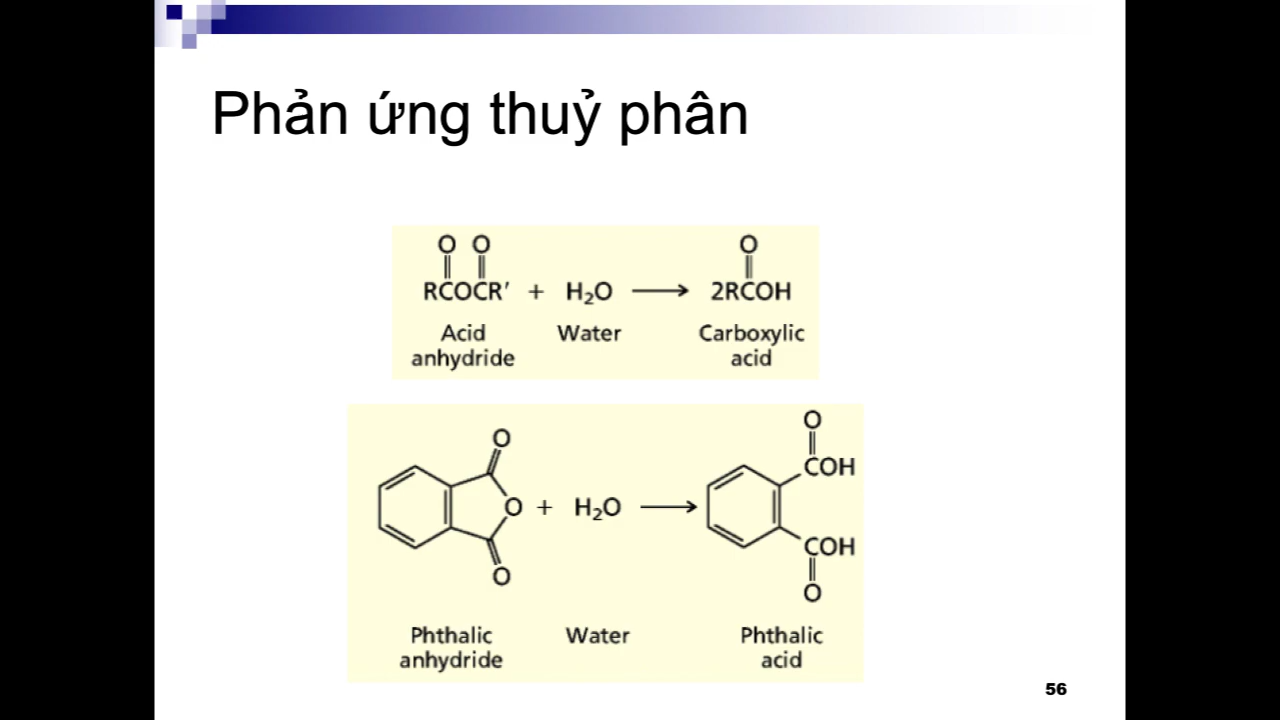 Phản ứng thuỷ phân
O O O
RCOCR′ + H₂O ⟶ 2RCOH
Acid Water Carboxylic
anhydride acid
O O
COH
O + H₂O ⟶
COH
O O
Phthalic Water Phthalic
anhydride acid
56